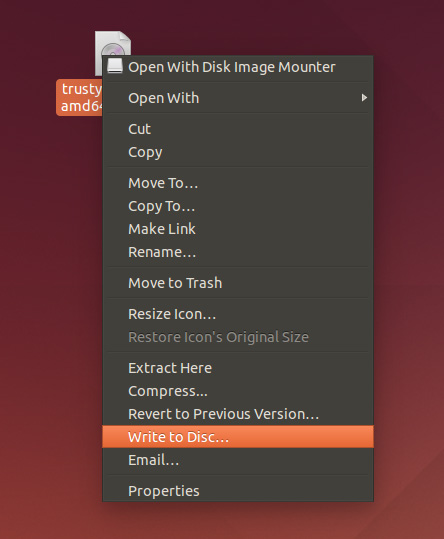 trusty
amd64
Open With Disk Image Mounter
Open With
Cut
Copy
Move To…
Copy To…
Make Link
Rename…
Move to Trash
Resize Icon…
Restore Icon's Original Size
Extract Here
Compress...
Revert to Previous Version…
Write to Disc…
Email…
Properties